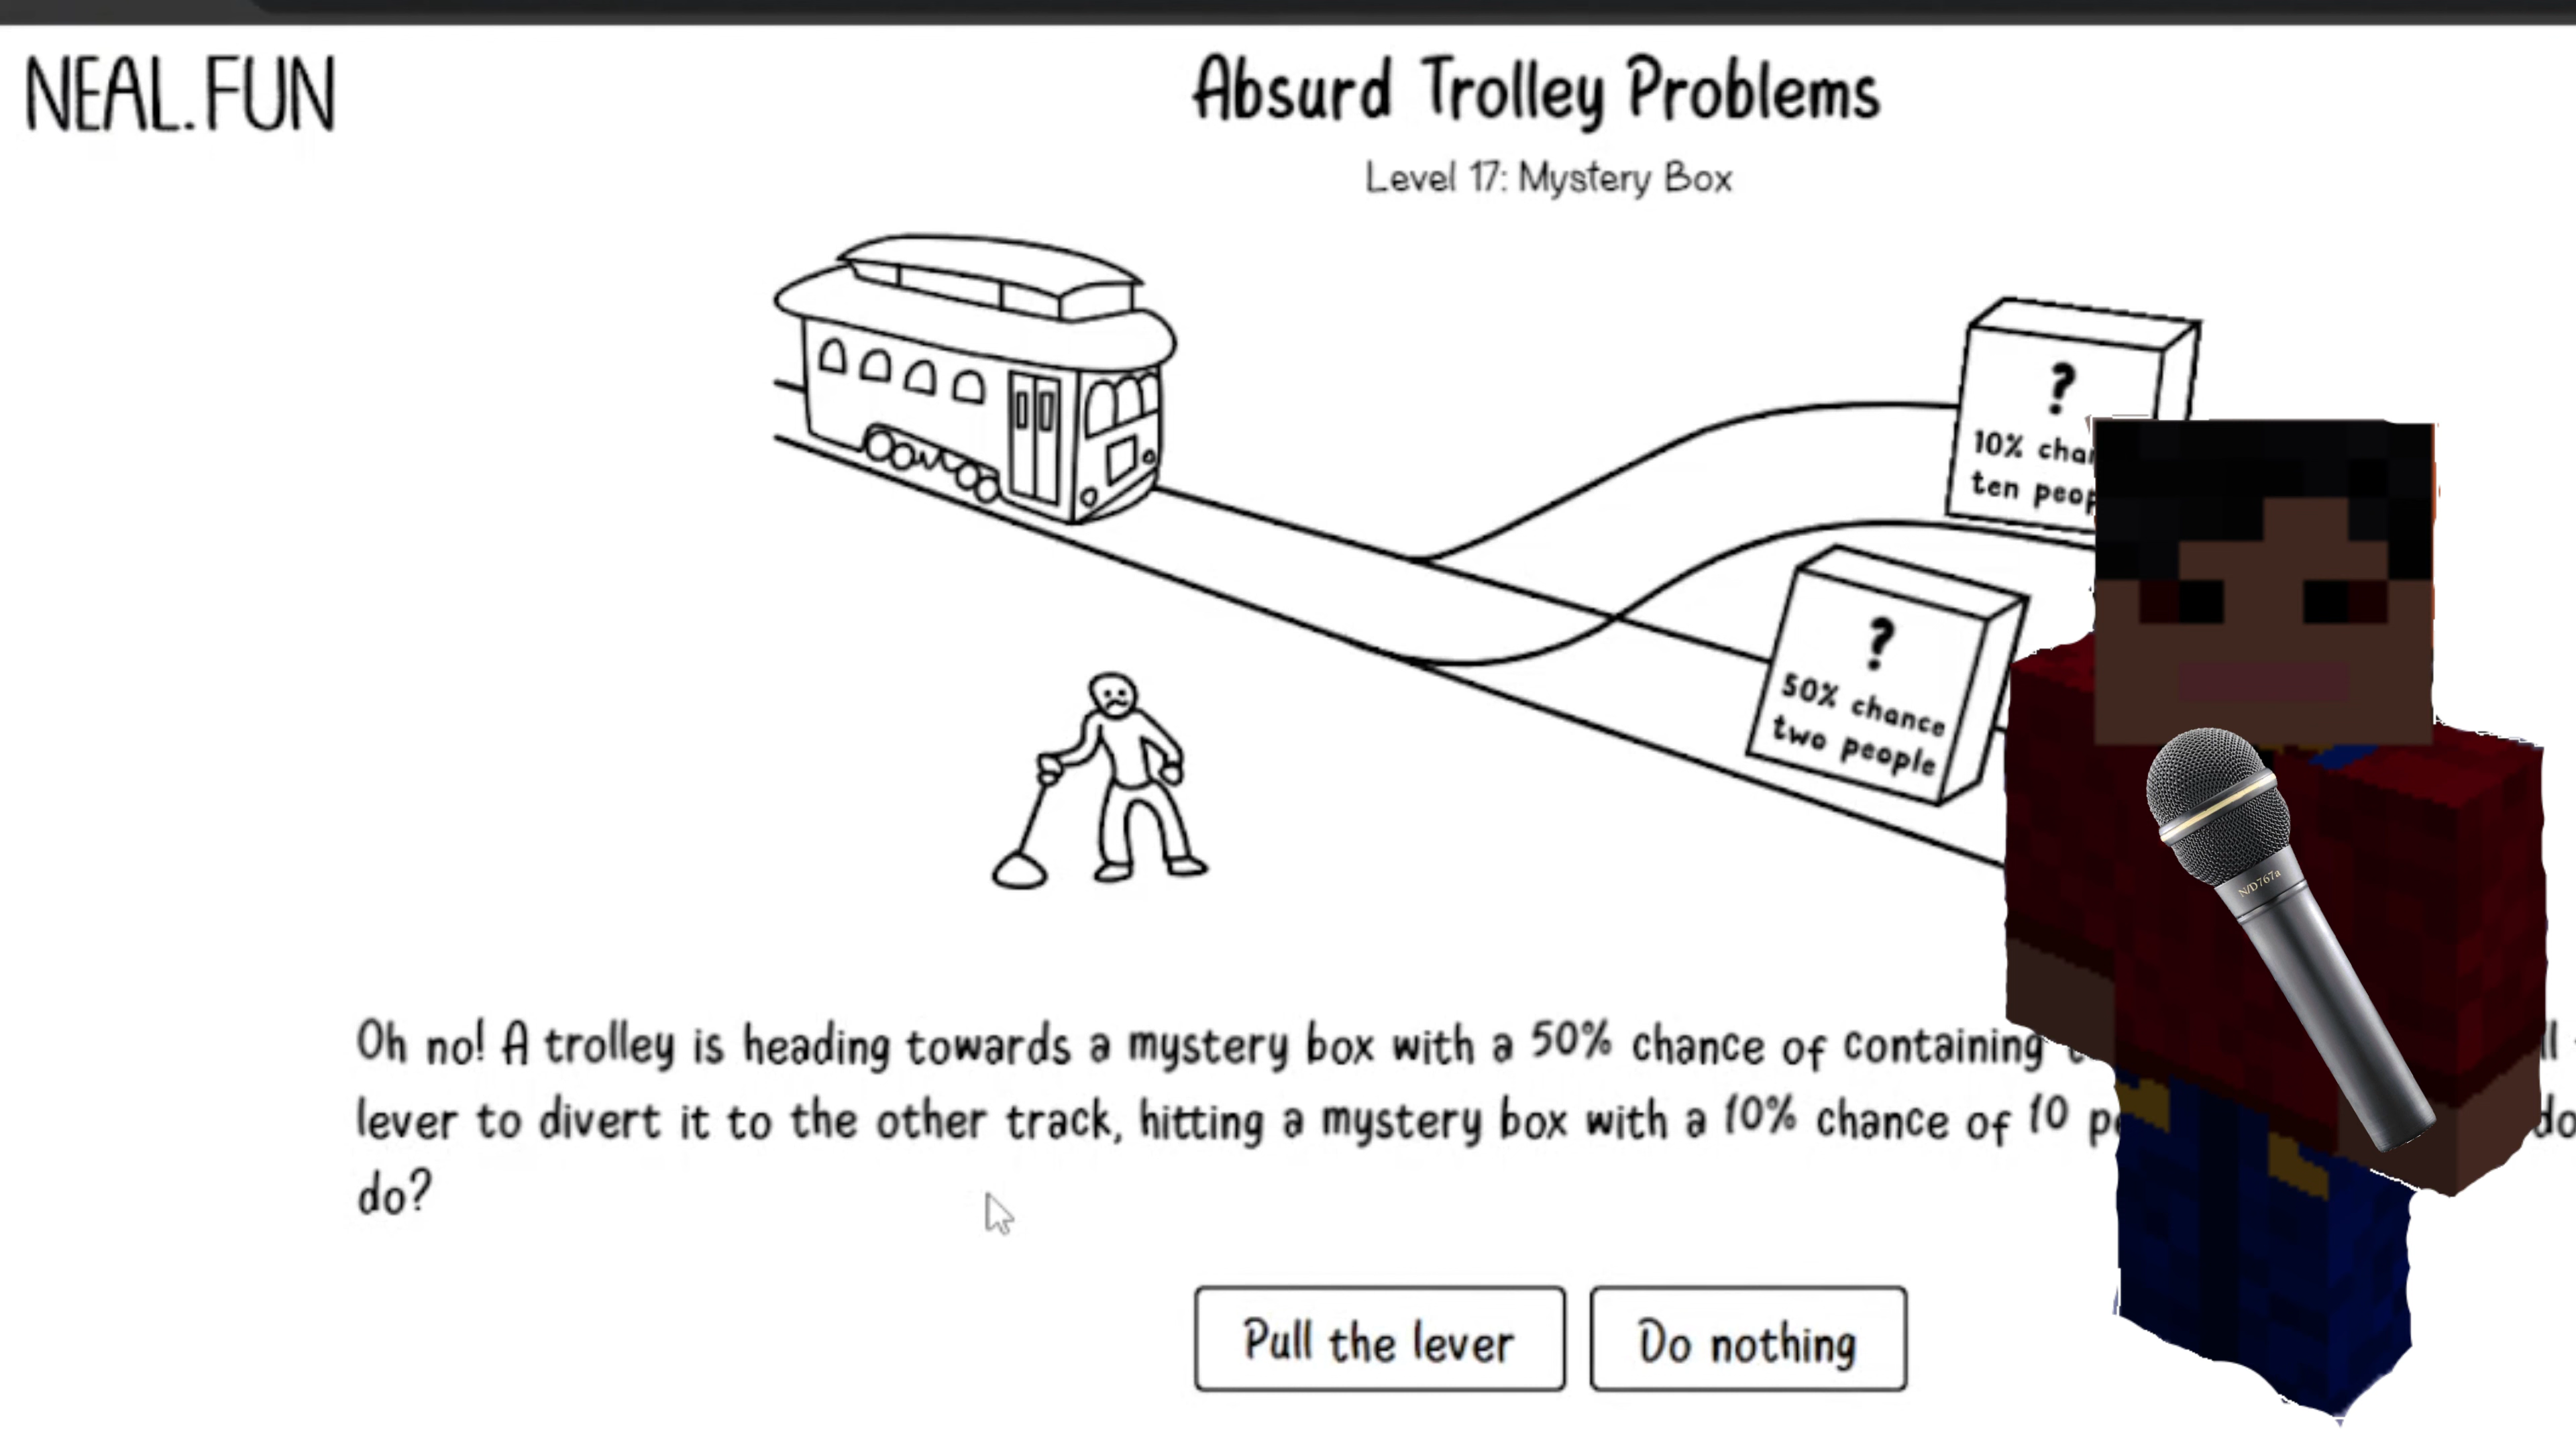 NEAL.FUN
Absurd Trolley Problems
Level 17: Mystery Box
?
10%
ten
?
50% chance
two people
N/D767a
Oh no! A trolley is heading towards a mystery box with a 50% chance of containing
lever to divert it to the other track, hitting a mystery box with a 10% chance of 10
do?
Pull the lever
Do nothing